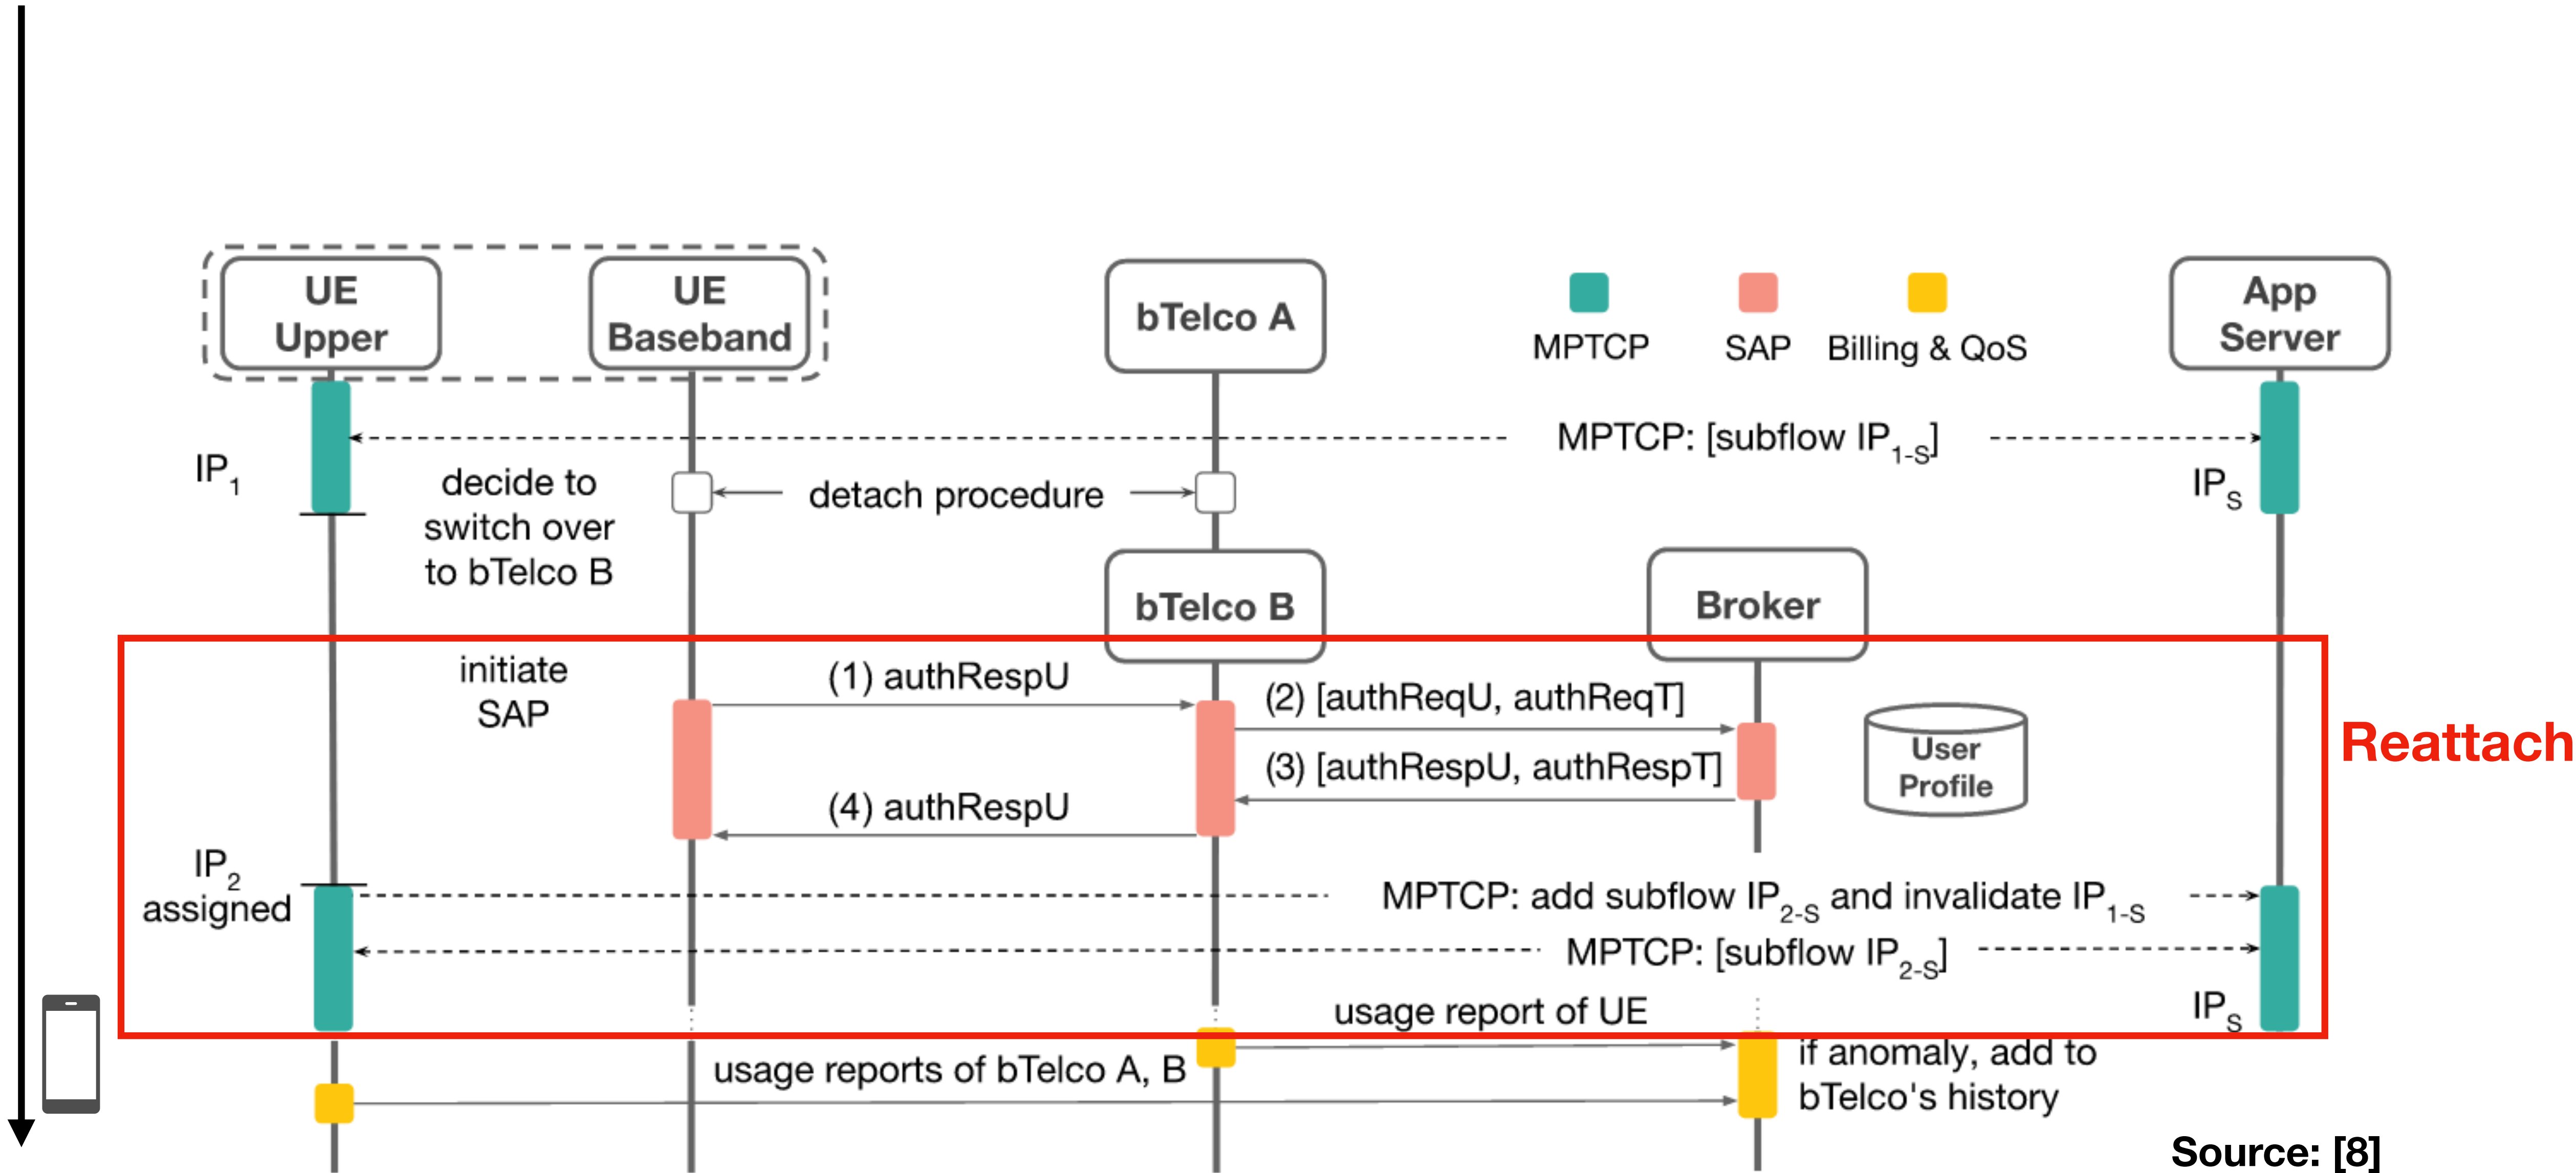 UE
Upper
UE
Baseband
bTelco A
MPTCP
SAP
Billing & QoS
App
Server
MPTCP: [subflow IP1-S]
IP1
decide to
switch over
to bTelco B
detach procedure
IPS
bTelco B
Broker
initiate
SAP
(1) authRespU
(2) [authReqU, authReqT]
(3) [authRespU, authRespT]
(4) authRespU
User
Profile
Reattach
IP2
assigned
MPTCP: add subflow IP2-S and invalidate IP1-S
MPTCP: [subflow IP2-S]
usage report of UE
IPS
usage reports of bTelco A, B
if anomaly, add to
bTelco's history
Source: [8]